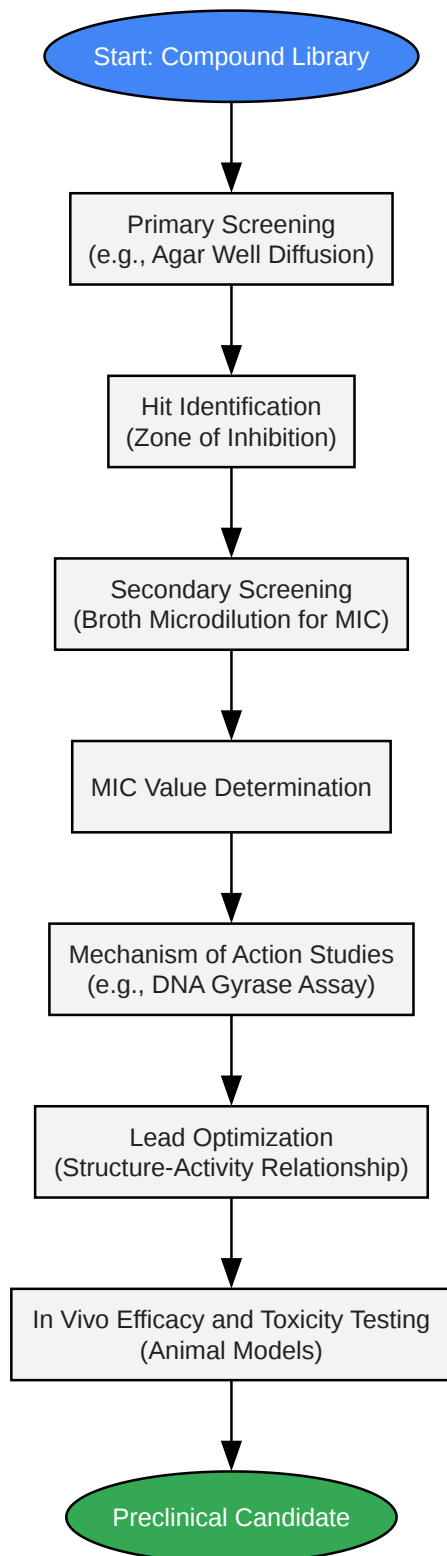 Start: Compound Library
Primary Screening
(e.g., Agar Well Diffusion)
Hit Identification
(Zone of Inhibition)
Secondary Screening
(Broth Microdilution for MIC)
MIC Value Determination
Mechanism of Action Studies
(e.g., DNA Gyrase Assay)
Lead Optimization
(Structure-Activity Relationship)
In Vivo Efficacy and Toxicity Testing
(Animal Models)
Preclinical Candidate